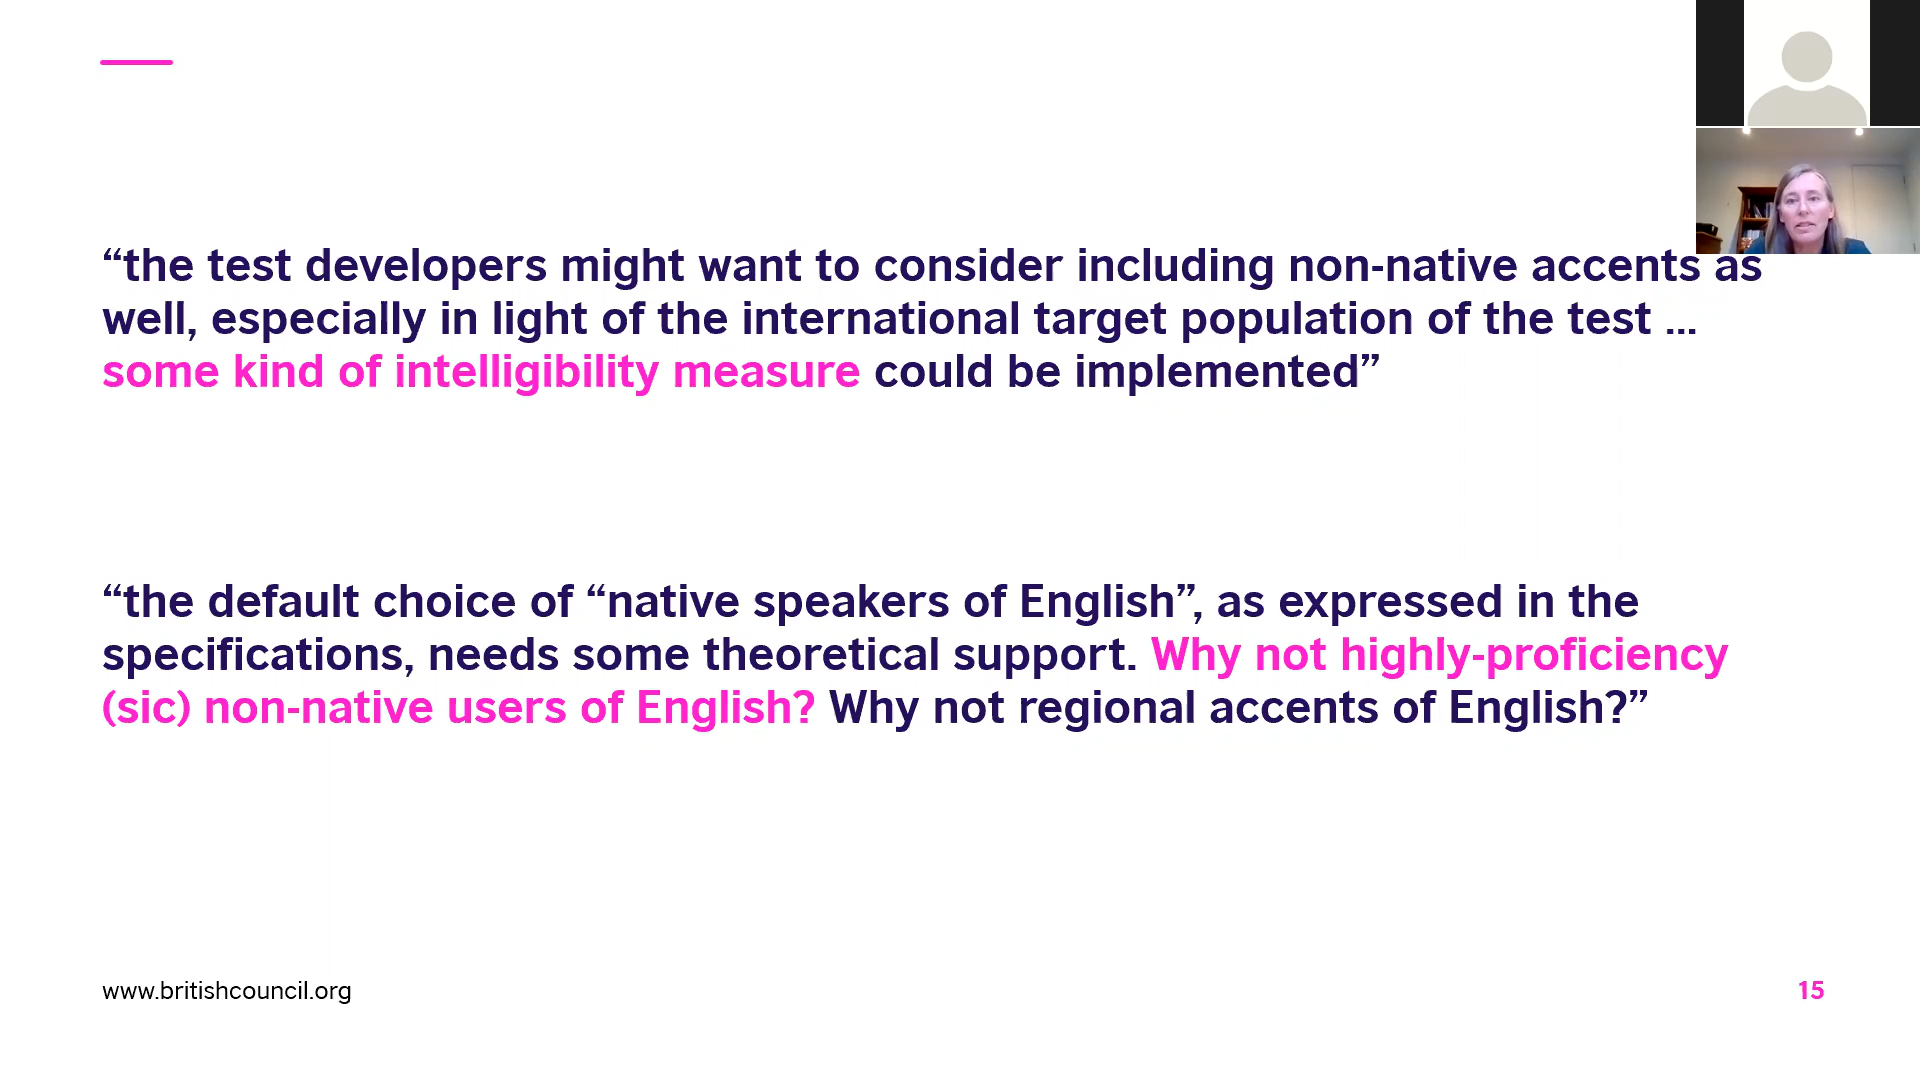 “the test developers might want to consider including non-native accents as
well, especially in light of the international target population of the test ...
some kind of intelligibility measure could be implemented”
“the default choice of “native speakers of English”, as expressed in the
specifications, needs some theoretical support. Why not highly-proficiency
(sic) non-native users of English? Why not regional accents of English?”
www.britishcouncil.org
15